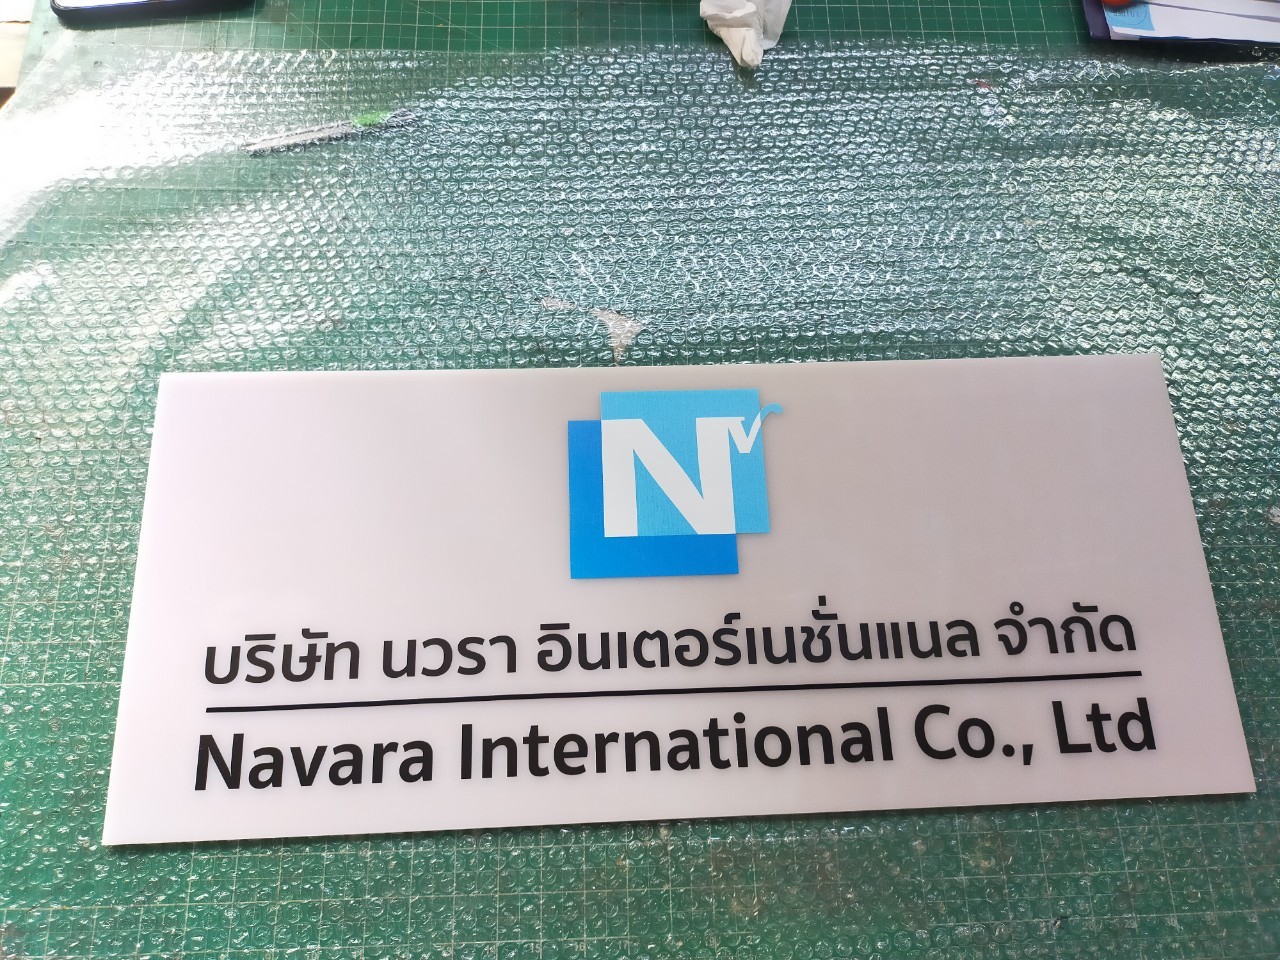 Nv
บริษัท นวรา อินเตอร์เนชั่นแนล จำกัด
Navara International Co., Ltd